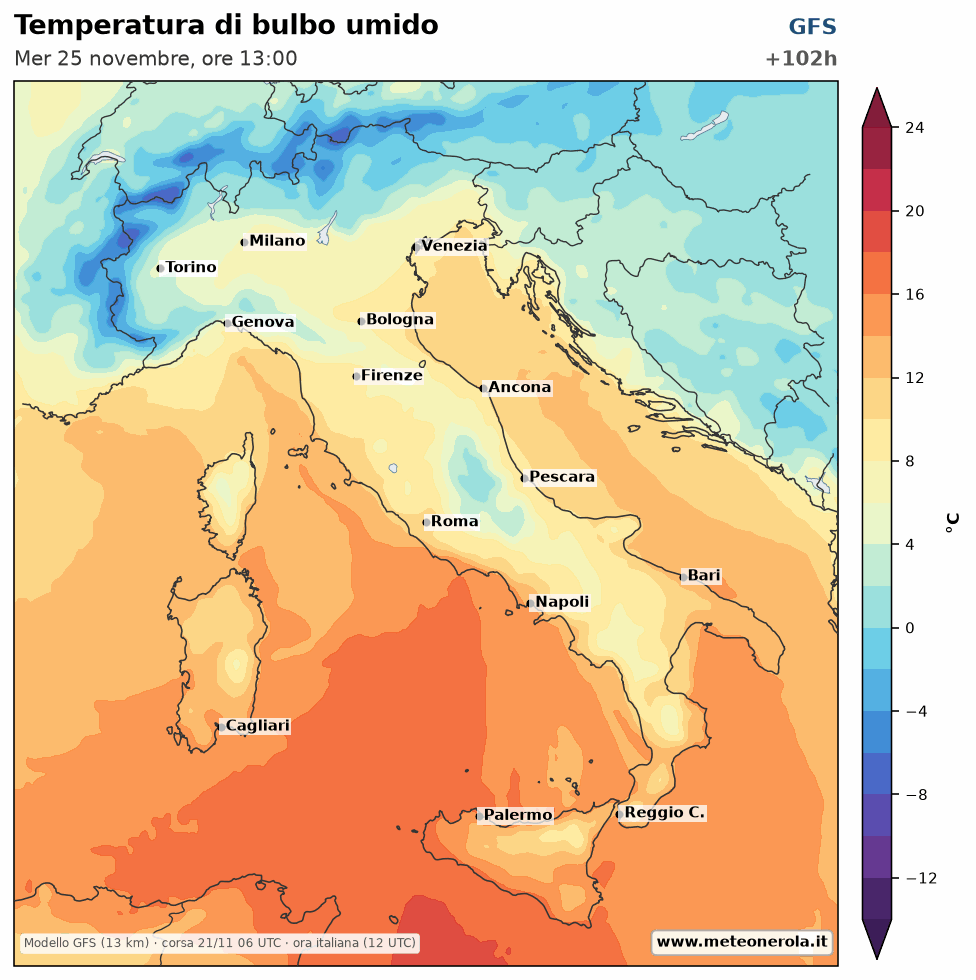 Temperatura di bulbo umido
GFS
Mer 25 novembre, ore 13:00
+102h
Milano
Venezia
Torino
Genova
Bologna
Firenze
Ancona
Pescara
Roma
Bari
Napoli
Cagliari
Palermo
Reggio C.
24
20
16
12
8
4
0
−4
−8
−12
°C
Modello GFS (13 km) · corsa 21/11 06 UTC · ora italiana (12 UTC)
www.meteonerola.it